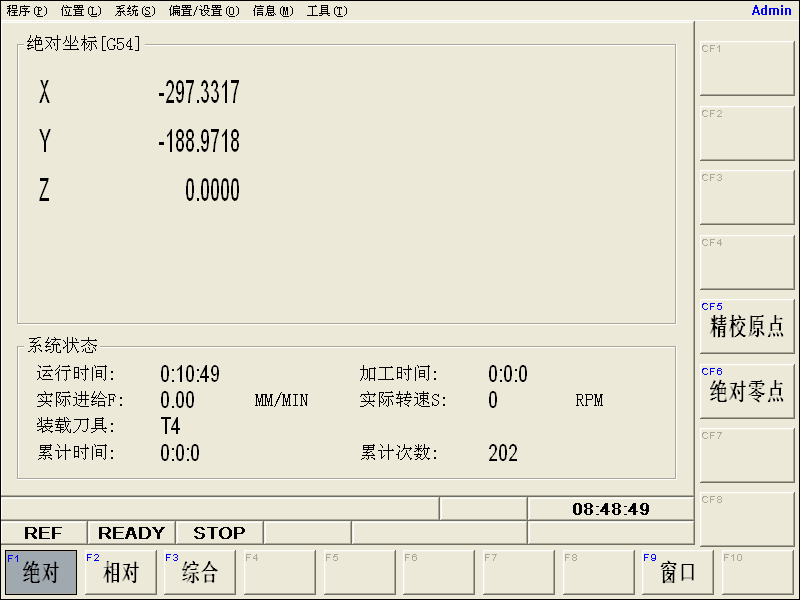 程序(P) 位置(L) 系统(S) 偏置/设置(O) 信息(M) 工具(T) Admin
绝对坐标[G54]
X -297.3317
Y -188.9718
Z 0.0000
系统状态
运行时间: 0:10:49 加工时间: 0:0:0
实际进给F: 0.00 MM/MIN 实际转速S: 0 RPM
装载刀具: T4
累计时间: 0:0:0 累计次数: 202
08:48:49
REF READY STOP
CF1
CF2
CF3
CF4
CF5
精校原点
CF6
绝对零点
CF7
CF8
F1 绝对 F2 相对 F3 综合 F4 F5 F6 F7 F8 F9 窗口 F10